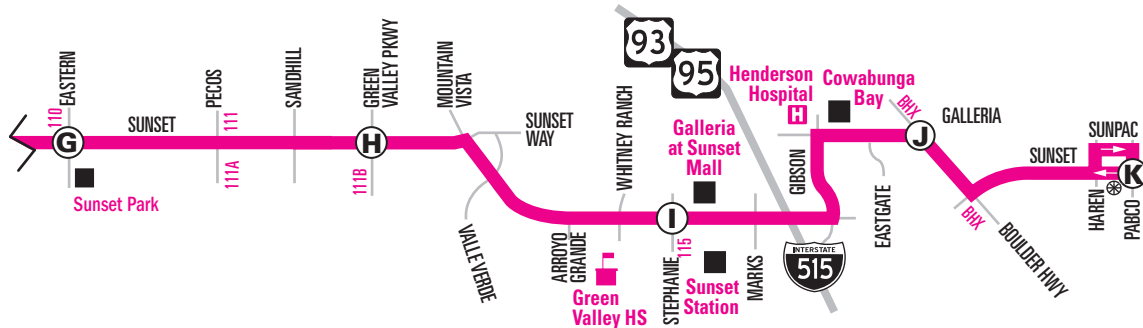 G
110
EASTERN
Sunset Park
SUNSET
PECOS
111
111A
SANDHILL
H
GREEN
VALLEY PKWY
111B
MOUNTAIN
VISTA
SUNSET
WAY
VALLE VERDE
ARROYO
GRANDE
WHITNEY RANCH
Green
Valley HS
I
STEPHANIE
115
93
95
Galleria
at Sunset
Mall
Sunset
Station
MARKS
INTERSTATE
515
Henderson
Hospital
H
GIBSON
Cowabunga
Bay
EASTGATE
BHX
J
GALLERIA
BHX
BOULDER HWY
SUNSET
SUNPAC
HAREN
K
PABCO